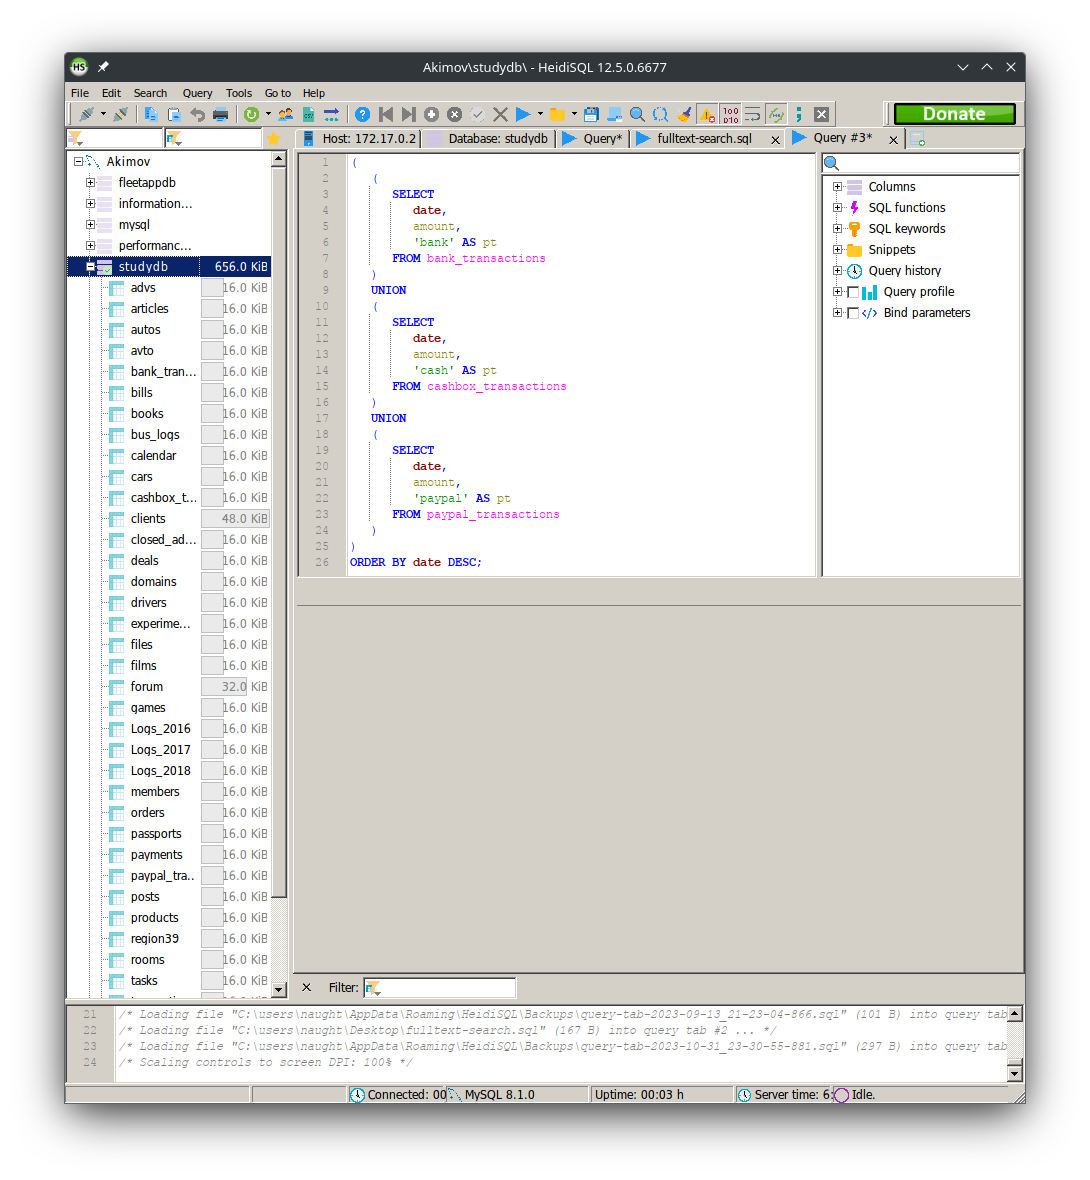 HS
Akimov\studydb\ - HeidiSQL 12.5.0.6677
File Edit Search Query Tools Go to Help
Donate
Host: 172.17.0.2 Database: studydb Query* fulltext-search.sql Query #3*
Akimov
fleetappdb
information...
mysql
performanc...
studydb 656.0 KiB
advs 16.0 KiB
articles 16.0 KiB
autos 16.0 KiB
avto 16.0 KiB
bank_tran... 16.0 KiB
bills 16.0 KiB
books 16.0 KiB
bus_logs 16.0 KiB
calendar 16.0 KiB
cars 16.0 KiB
cashbox_t... 16.0 KiB
clients 48.0 KiB
closed_ad... 16.0 KiB
deals 16.0 KiB
domains 16.0 KiB
drivers 16.0 KiB
experime... 16.0 KiB
files 16.0 KiB
films 16.0 KiB
forum 32.0 KiB
games 16.0 KiB
Logs_2016 16.0 KiB
Logs_2017 16.0 KiB
Logs_2018 16.0 KiB
members 16.0 KiB
orders 16.0 KiB
passports 16.0 KiB
payments 16.0 KiB
paypal_tra.. 16.0 KiB
posts 16.0 KiB
products 16.0 KiB
region39 16.0 KiB
rooms 16.0 KiB
tasks 16.0 KiB
1 (
2 (
3 SELECT
4 date,
5 amount,
6 'bank' AS pt
7 FROM bank_transactions
8 )
9 UNION
10 (
11 SELECT
12 date,
13 amount,
14 'cash' AS pt
15 FROM cashbox_transactions
16 )
17 UNION
18 (
19 SELECT
20 date,
21 amount,
22 'paypal' AS pt
23 FROM paypal_transactions
24 )
25 )
26 ORDER BY date DESC;
Columns
SQL functions
SQL keywords
Snippets
Query history
Query profile
Bind parameters
Filter:
21 /* Loading file "C:\users\naught\AppData\Roaming\HeidiSQL\Backups\query-tab-2023-09-13_21-23-04-866.sql" (101 B) into query tab
22 /* Loading file "C:\users\naught\Desktop\fulltext-search.sql" (167 B) into query tab #2 ... */
23 /* Loading file "C:\users\naught\AppData\Roaming\HeidiSQL\Backups\query-tab-2023-10-31_23-30-55-881.sql" (297 B) into query tab
24 /* Scaling controls to screen DPI: 100% */
Connected: 00 MySQL 8.1.0 Uptime: 00:03 h Server time: 6: Idle.